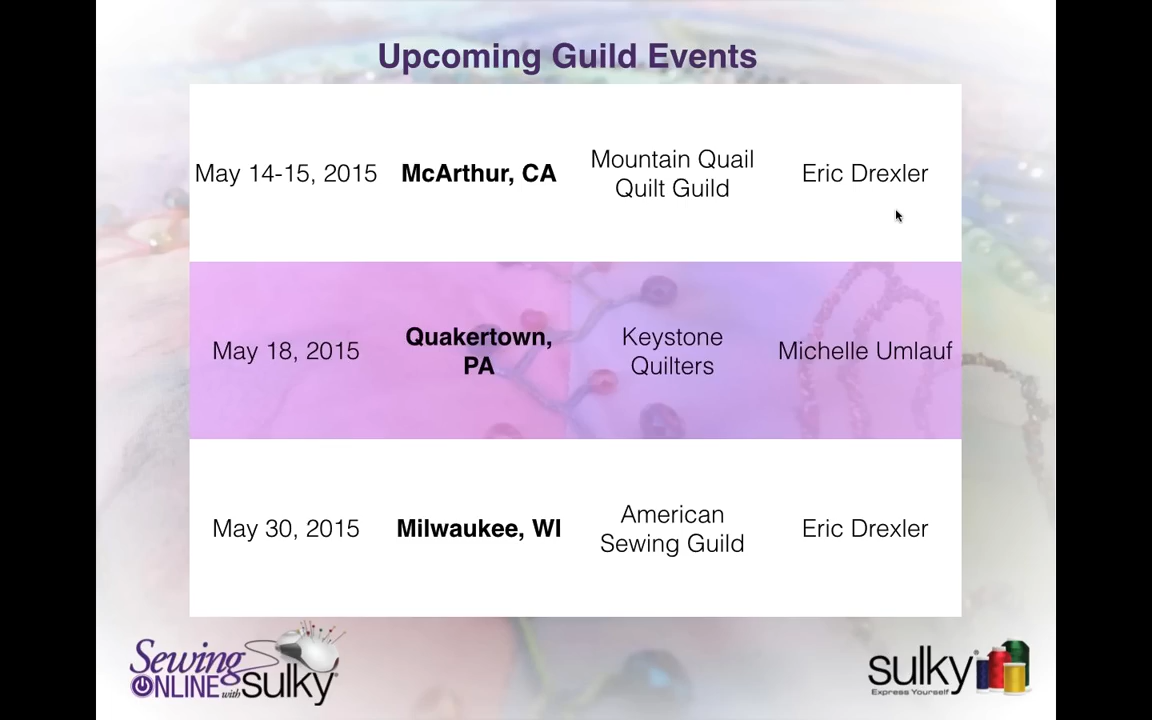 Upcoming Guild Events
May 14-15, 2015
McArthur, CA
Mountain Quail
Quilt Guild
Eric Drexler
May 18, 2015
Quakertown,
PA
Keystone
Quilters
Michelle Umlauf
May 30, 2015
Milwaukee, WI
American
Sewing Guild
Eric Drexler
Sewing
ONLINE with sulky®
sulky®
Express Yourself